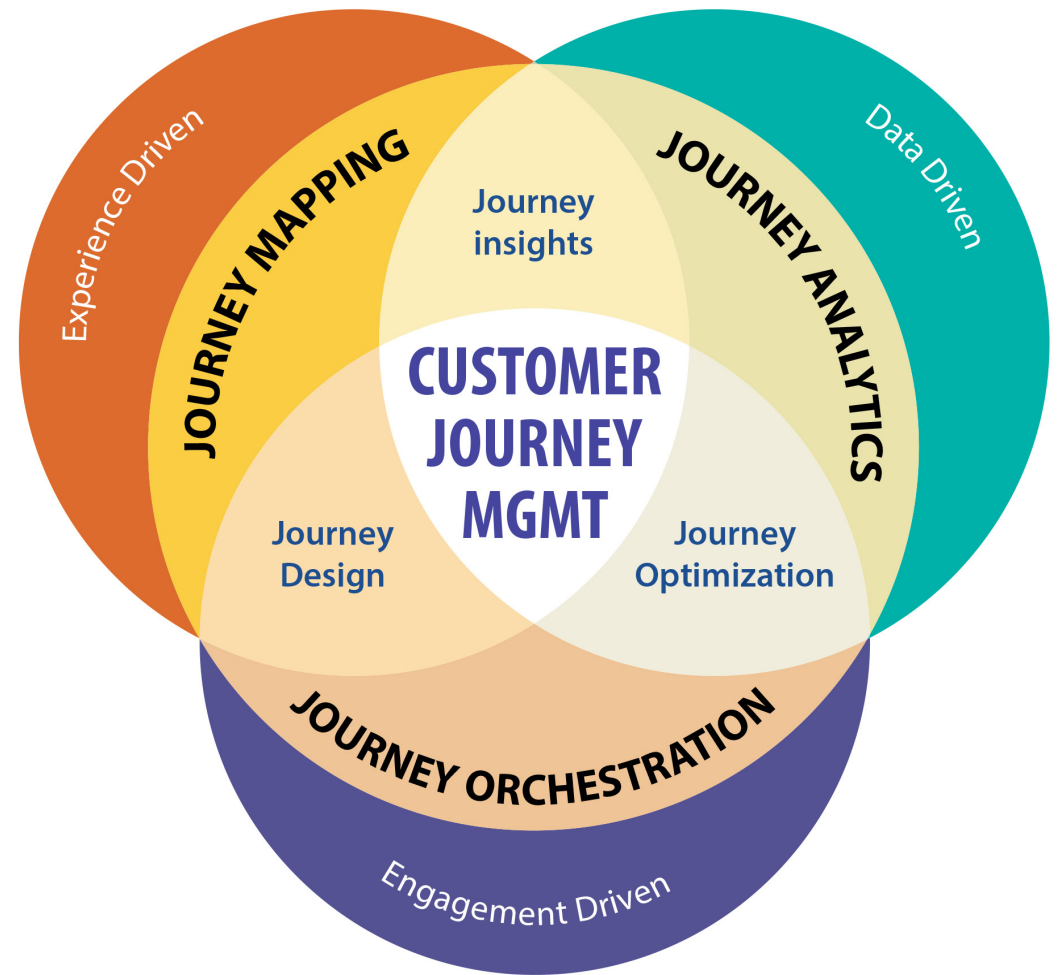 Experience Driven
JOURNEY MAPPING
Journey
insights
JOURNEY ANALYTICS
Data Driven
CUSTOMER
JOURNEY
MGMT
Journey
Design
Journey
Optimization
JOURNEY ORCHESTRATION
Engagement Driven